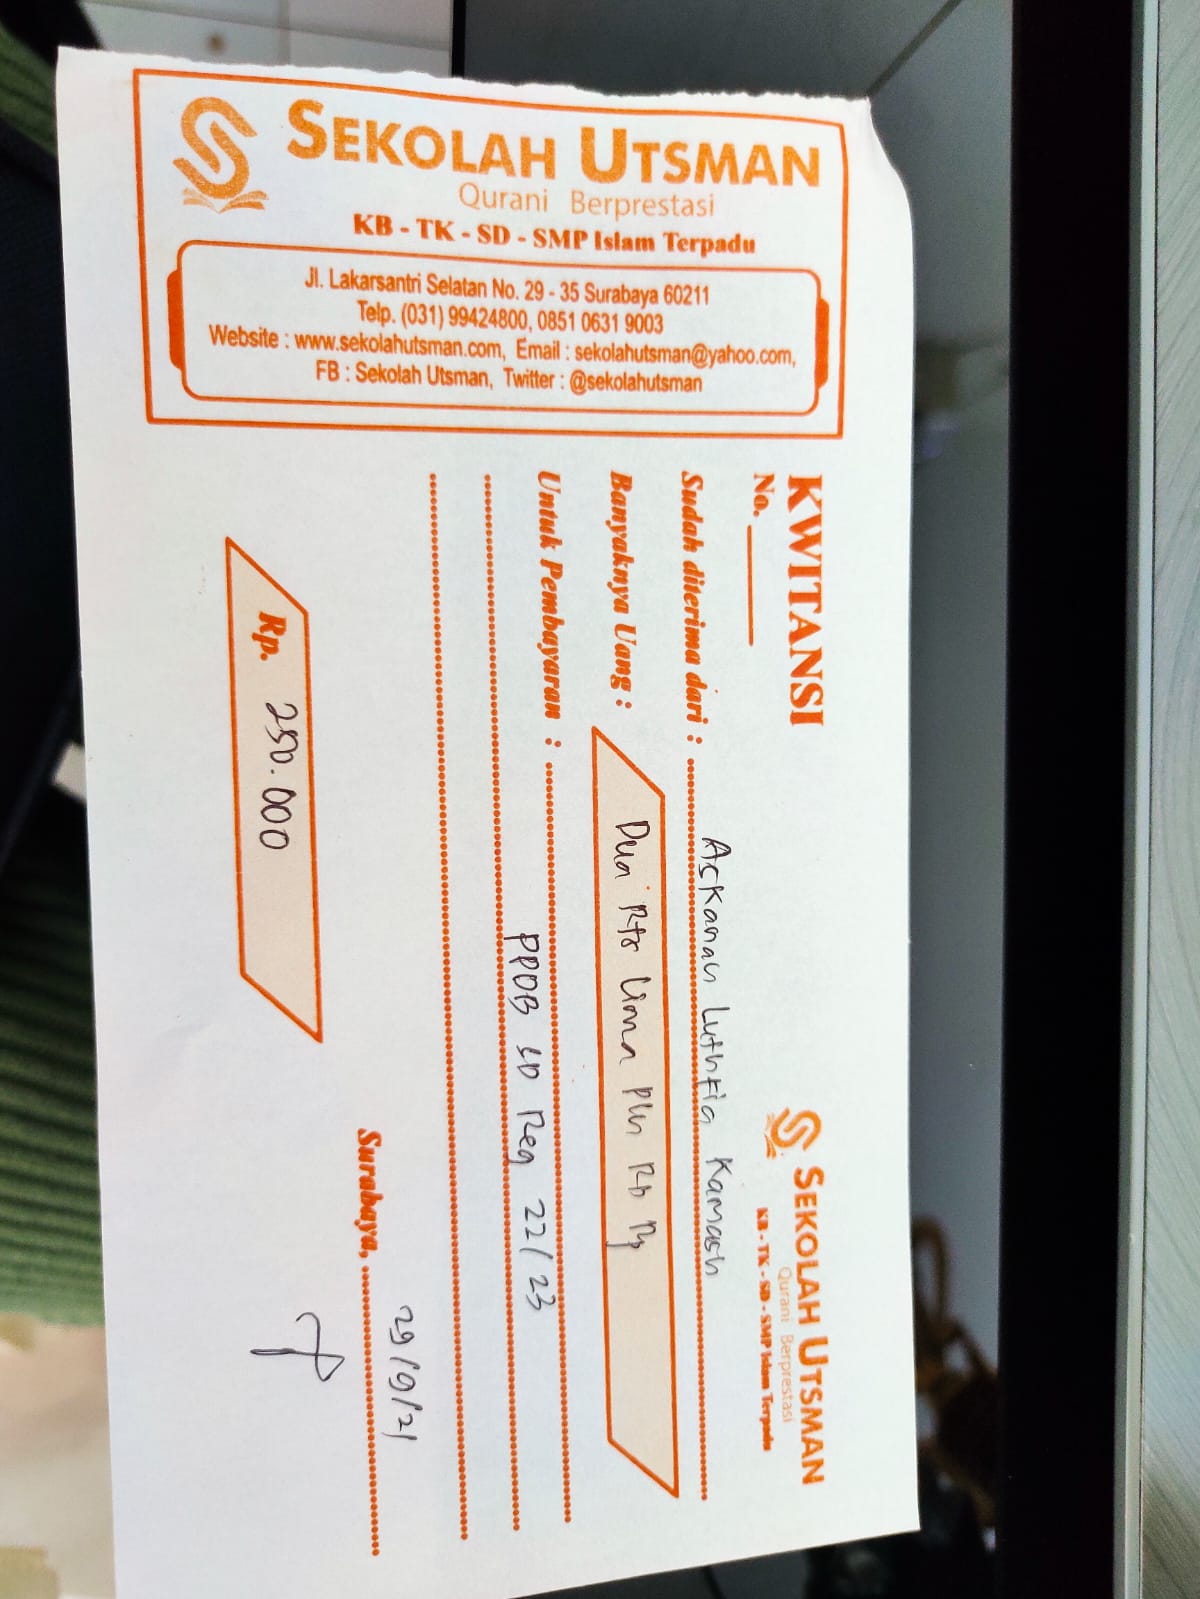 SEKOLAH UTSMAN
Qurani Berprestasi
KB - TK - SD - SMP Islam Terpadu
Jl. Lakarsantri Selatan No. 29 - 35 Surabaya 60211
Telp. (031) 99424800, 0851 0631 9003
Website : www.sekolahutsman.com, Email : sekolahutsman@yahoo.com,
FB : Sekolah Utsman, Twitter : @sekolahutsman
KWITANSI
No.
SEKOLAH UTSMAN
Qurani Berprestasi
KB - TK - SD - SMP Islam Terpadu
Sudah diterima dari : Askanah Luthfia Kamash
Banyaknya Uang : Dua Rts Lima Plh Rb Rp
Untuk Pembayaran :
PPDB SD Reg 22/23
Surabaya, 29/9/21
Rp. 250.000